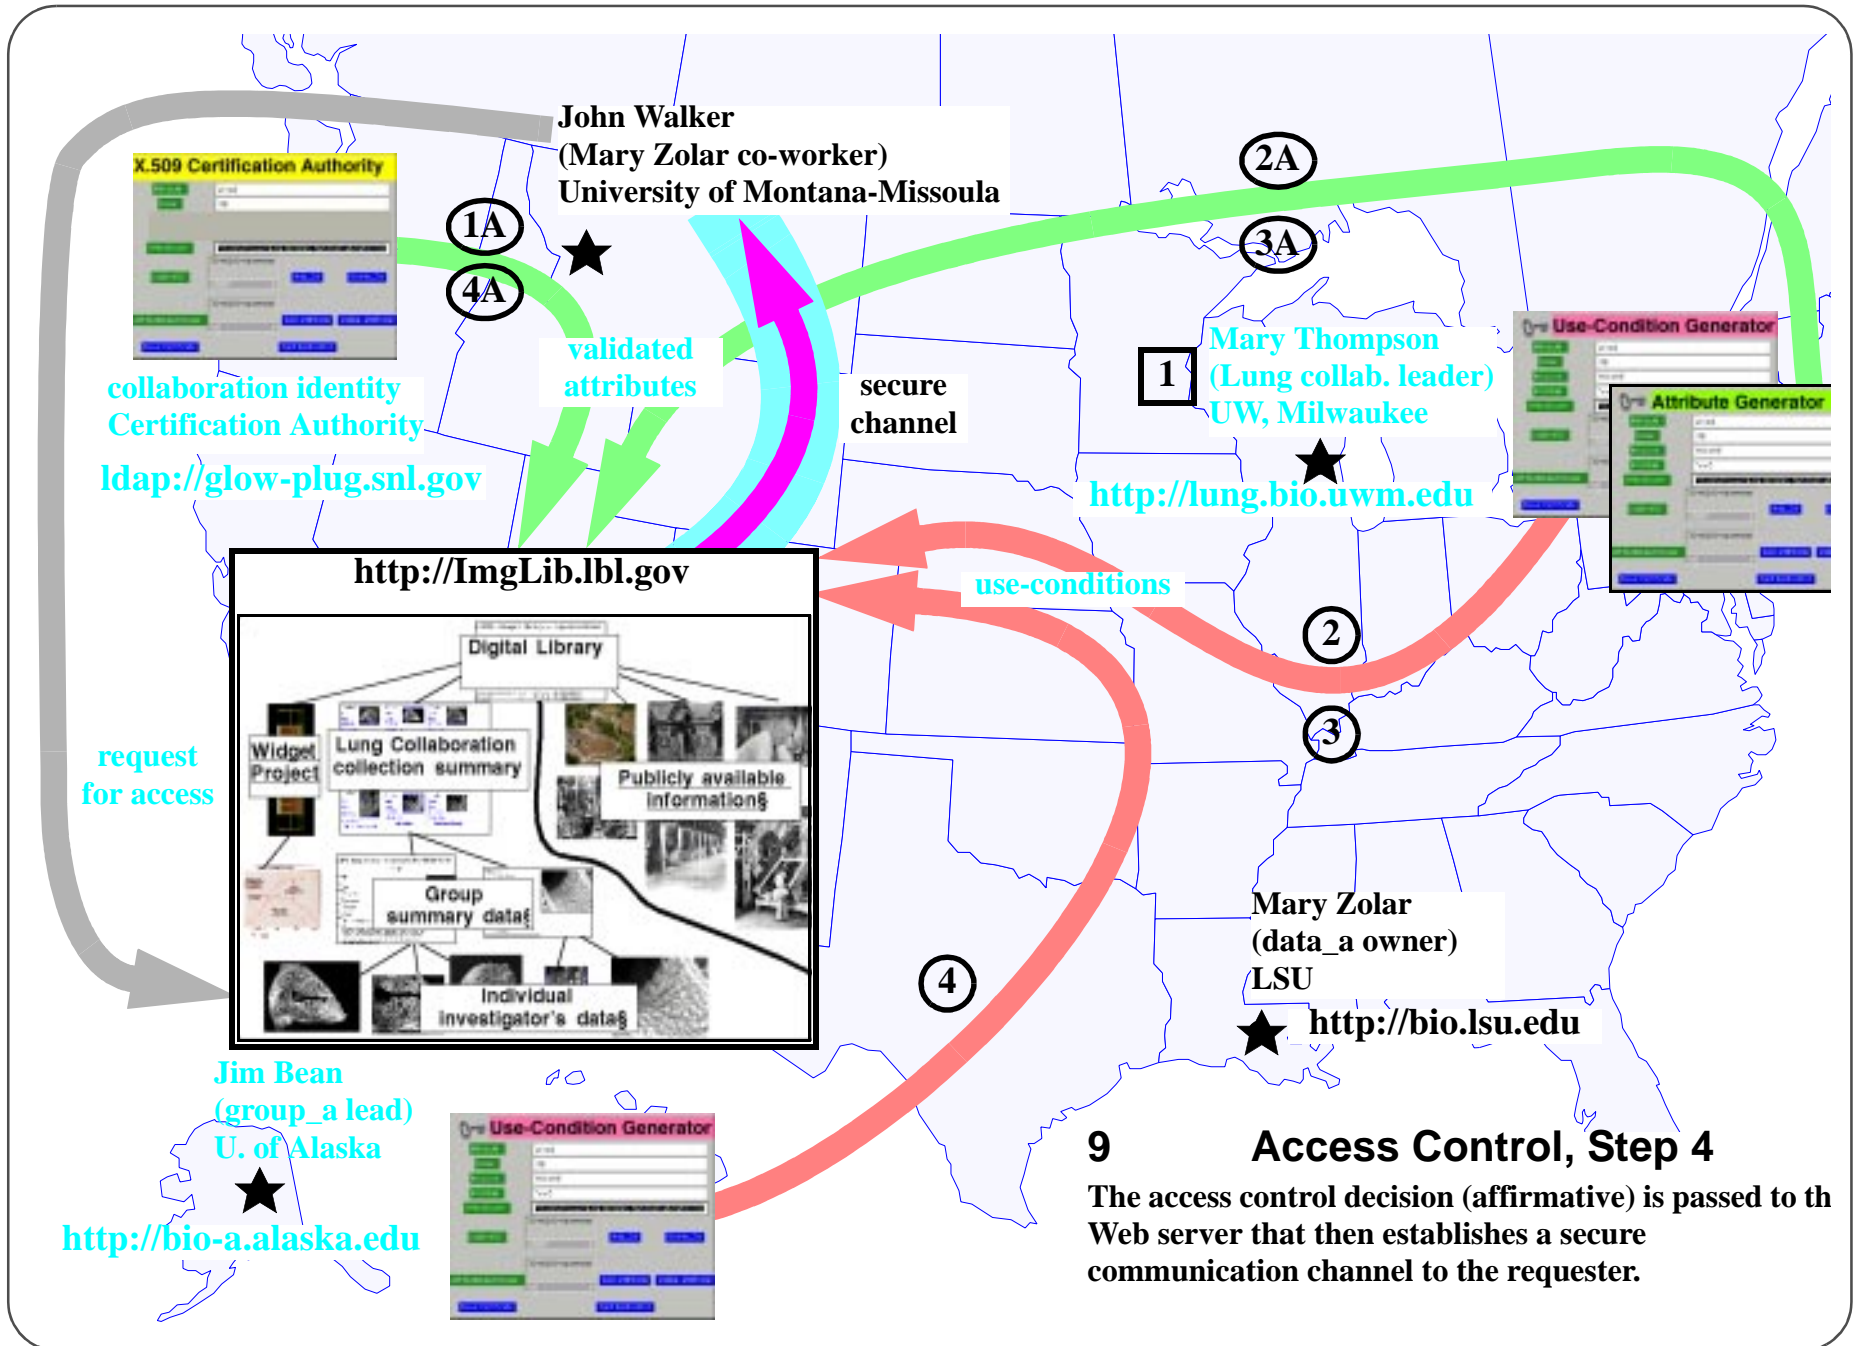 John Walker
(Mary Zolar co-worker)
University of Montana-Missoula
X.509 Certification Authority
1A
4A
2A
3A
validated
attributes
secure
channel
collaboration identity
Certification Authority
ldap://glow-plug.snl.gov
1
Mary Thompson
(Lung collab. leader)
UW, Milwaukee
http://lung.bio.uwm.edu
Use-Condition Generator
Attribute Generator
http://ImgLib.lbl.gov
use-conditions
2
3
Digital Library
Widget
Project
Lung Collaboration
collection summary
Publicly available
information§
Group
summary data§
Individual
investigator's data§
request
for access
4
Mary Zolar
(data_a owner)
LSU
http://bio.lsu.edu
Jim Bean
(group_a lead)
U. of Alaska
http://bio-a.alaska.edu
Use-Condition Generator
9 Access Control, Step 4
The access control decision (affirmative) is passed to th
Web server that then establishes a secure
communication channel to the requester.